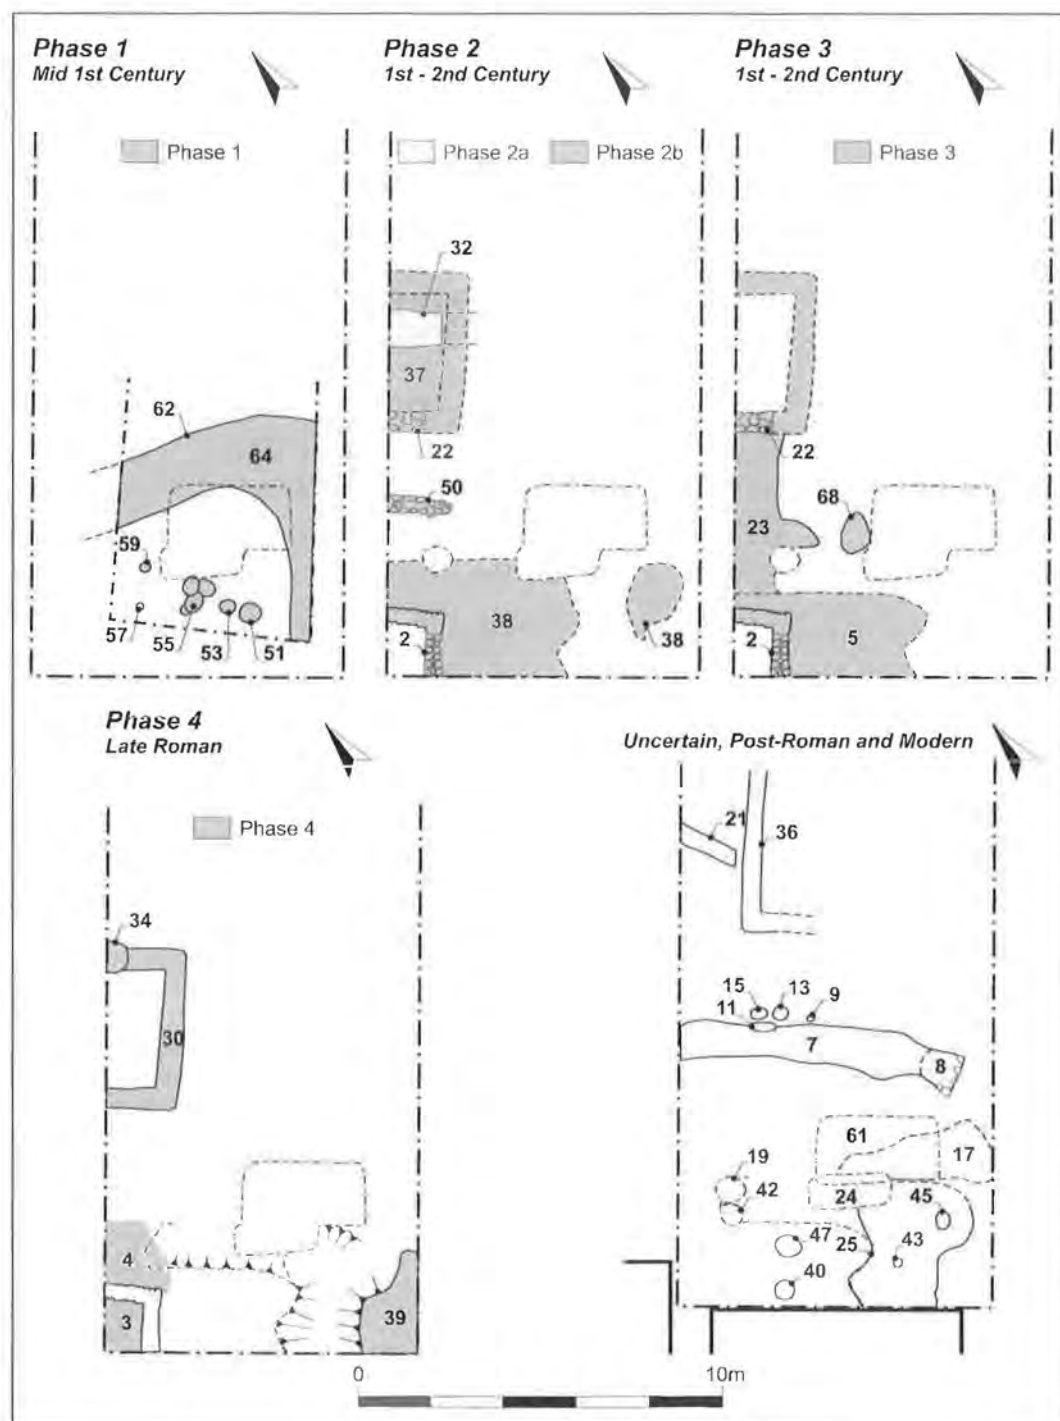 Phase 1
Mid 1st Century
Phase 1
62
64
59
57
55
53
51
Phase 2
1st - 2nd Century
Phase 2a
Phase 2b
32
37
22
50
38
38
2
Phase 3
1st - 2nd Century
Phase 3
22
68
23
2
5
Phase 4
Late Roman
Phase 4
34
30
4
3
39
Uncertain, Post-Roman and Modern
21
36
15
13
9
11
7
8
61
17
19
42
24
45
47
25
43
40
0
10m